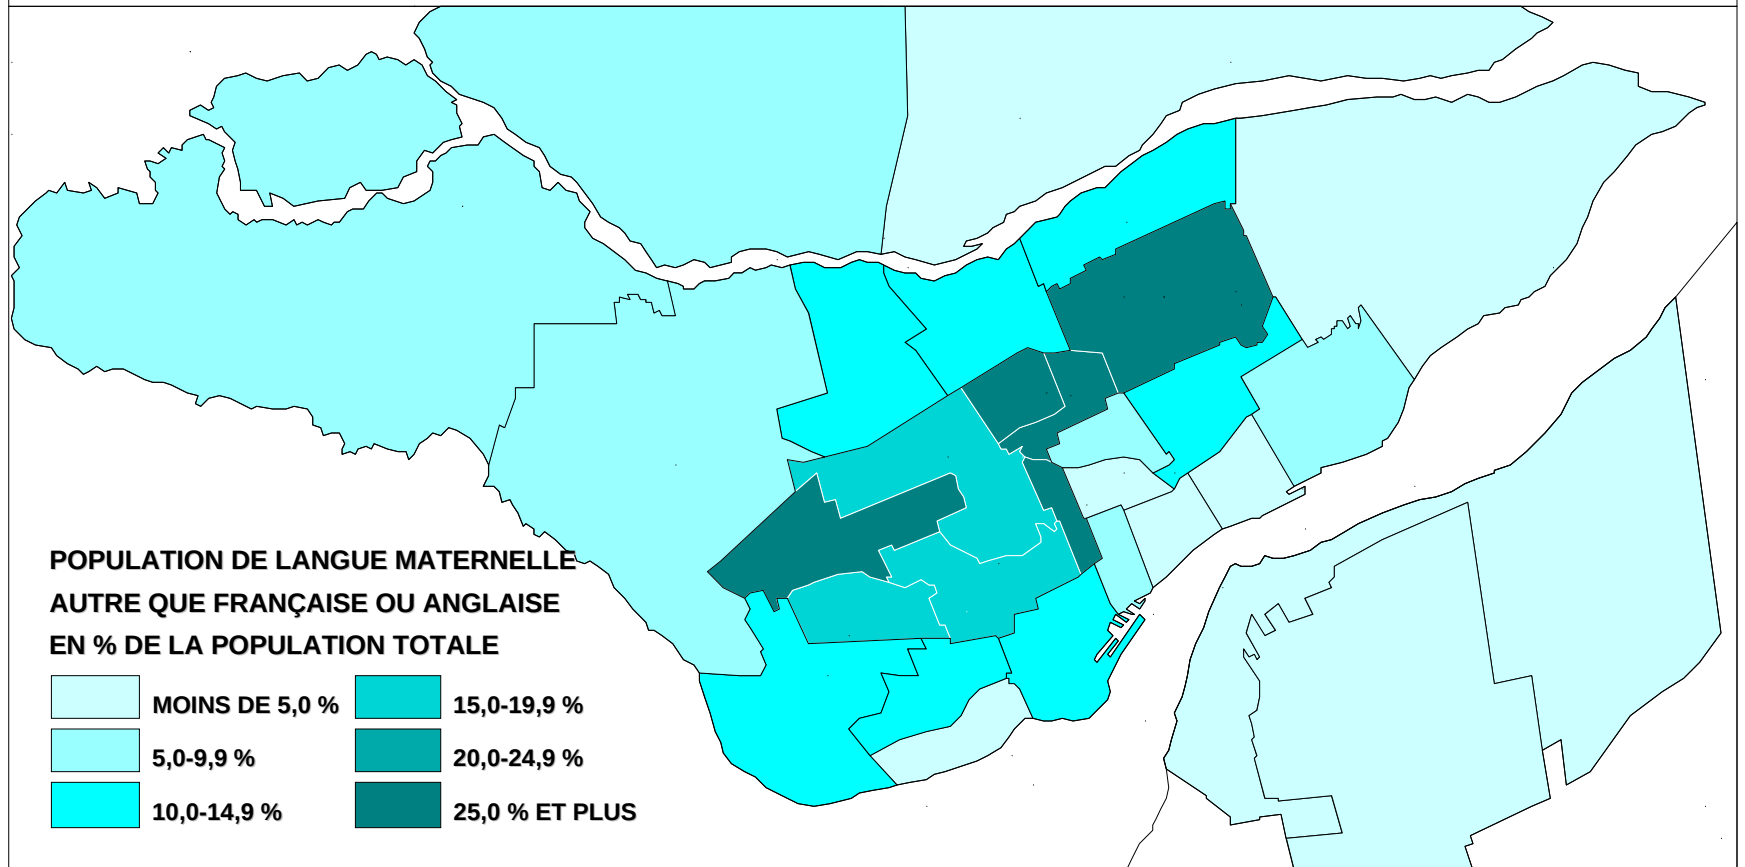 POPULATION DE LANGUE MATERNELLE
AUTRE QUE FRANÇAISE OU ANGLAISE
EN % DE LA POPULATION TOTALE
MOINS DE 5,0 %
5,0-9,9 %
10,0-14,9 %
15,0-19,9 %
20,0-24,9 %
25,0 % ET PLUS